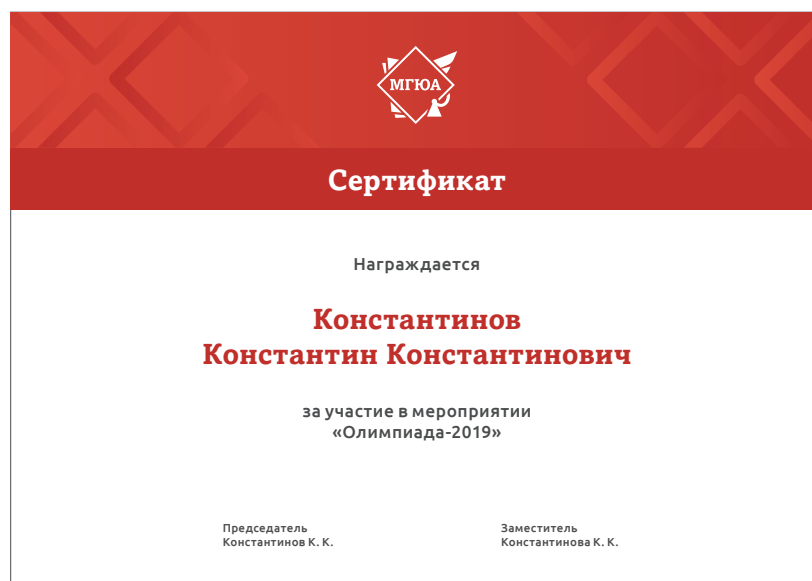 МГЮА
Сертификат
Награждается
Константинов
Константин Константинович
за участие в мероприятии
«Олимпиада-2019»
Председатель
Константинов К. К.
Заместитель
Константинова К. К.